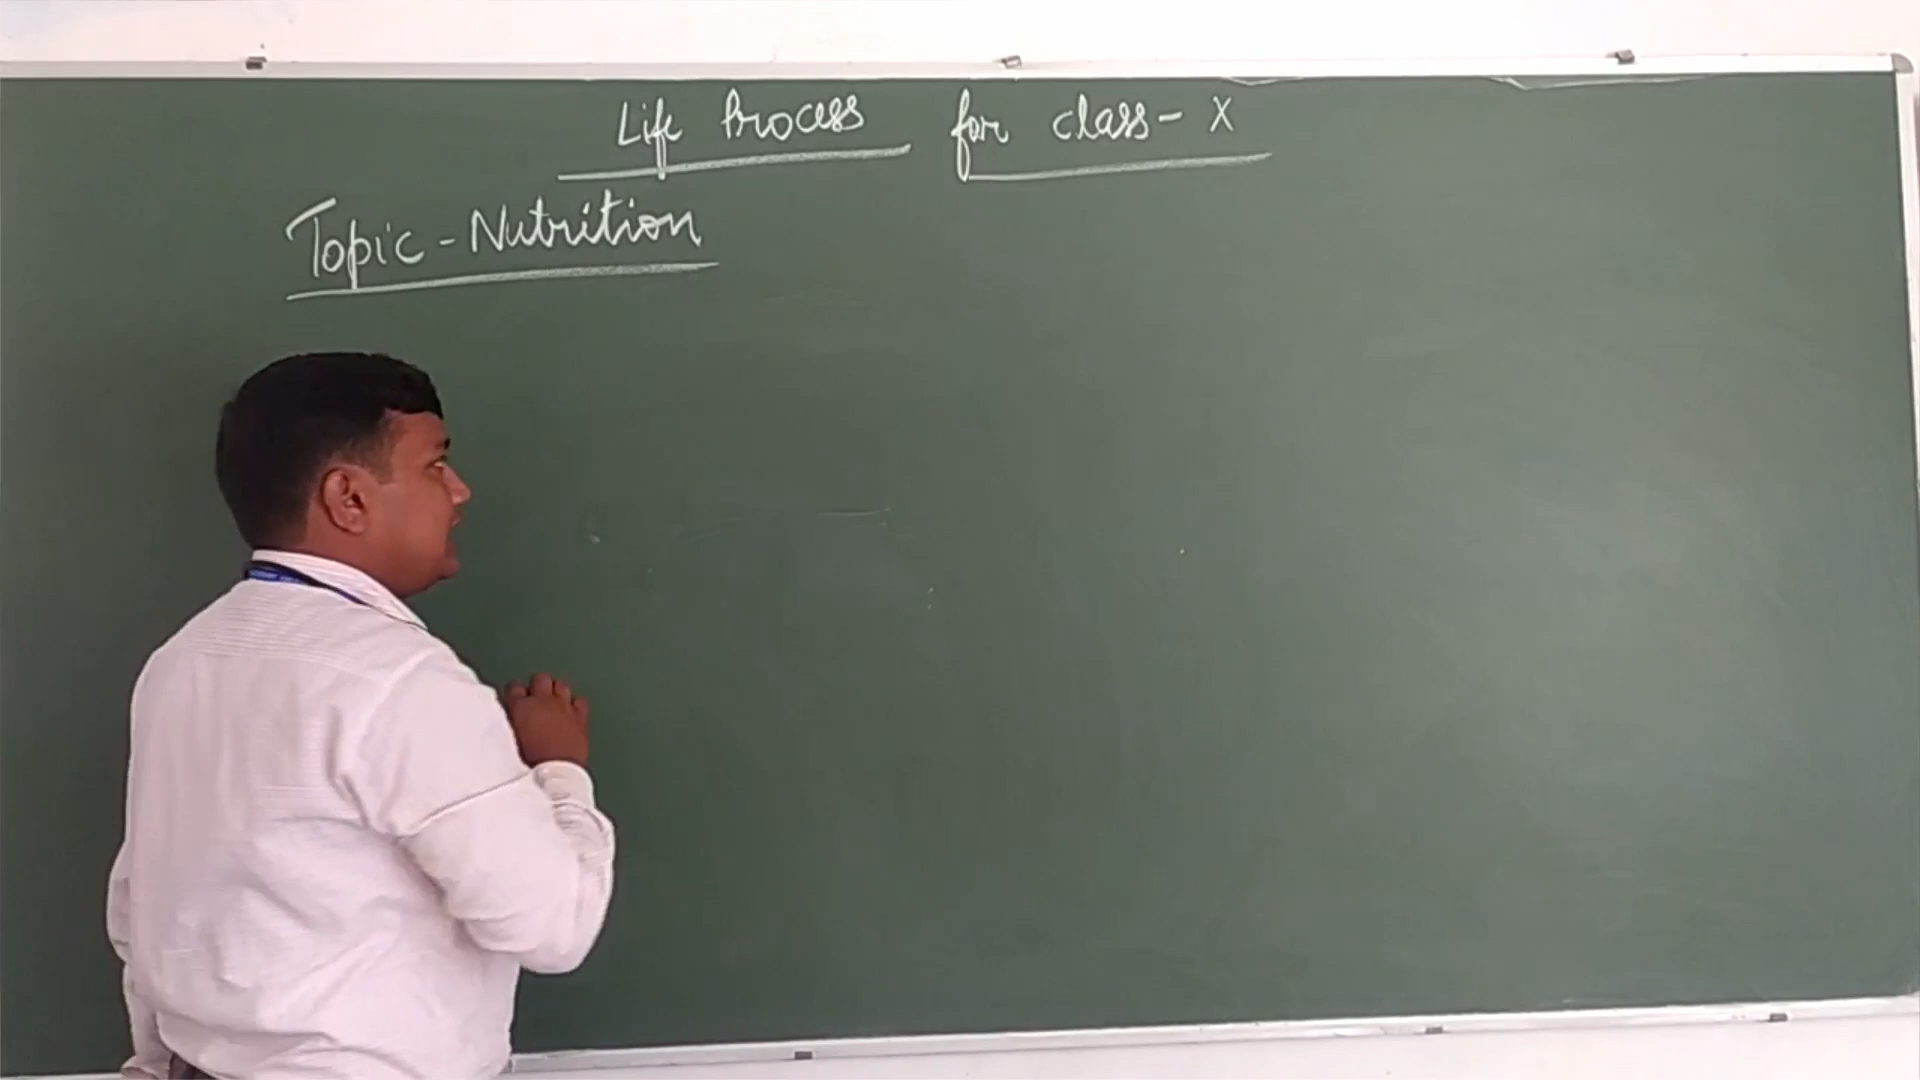 Life Process for class - X
Topic - Nutrition